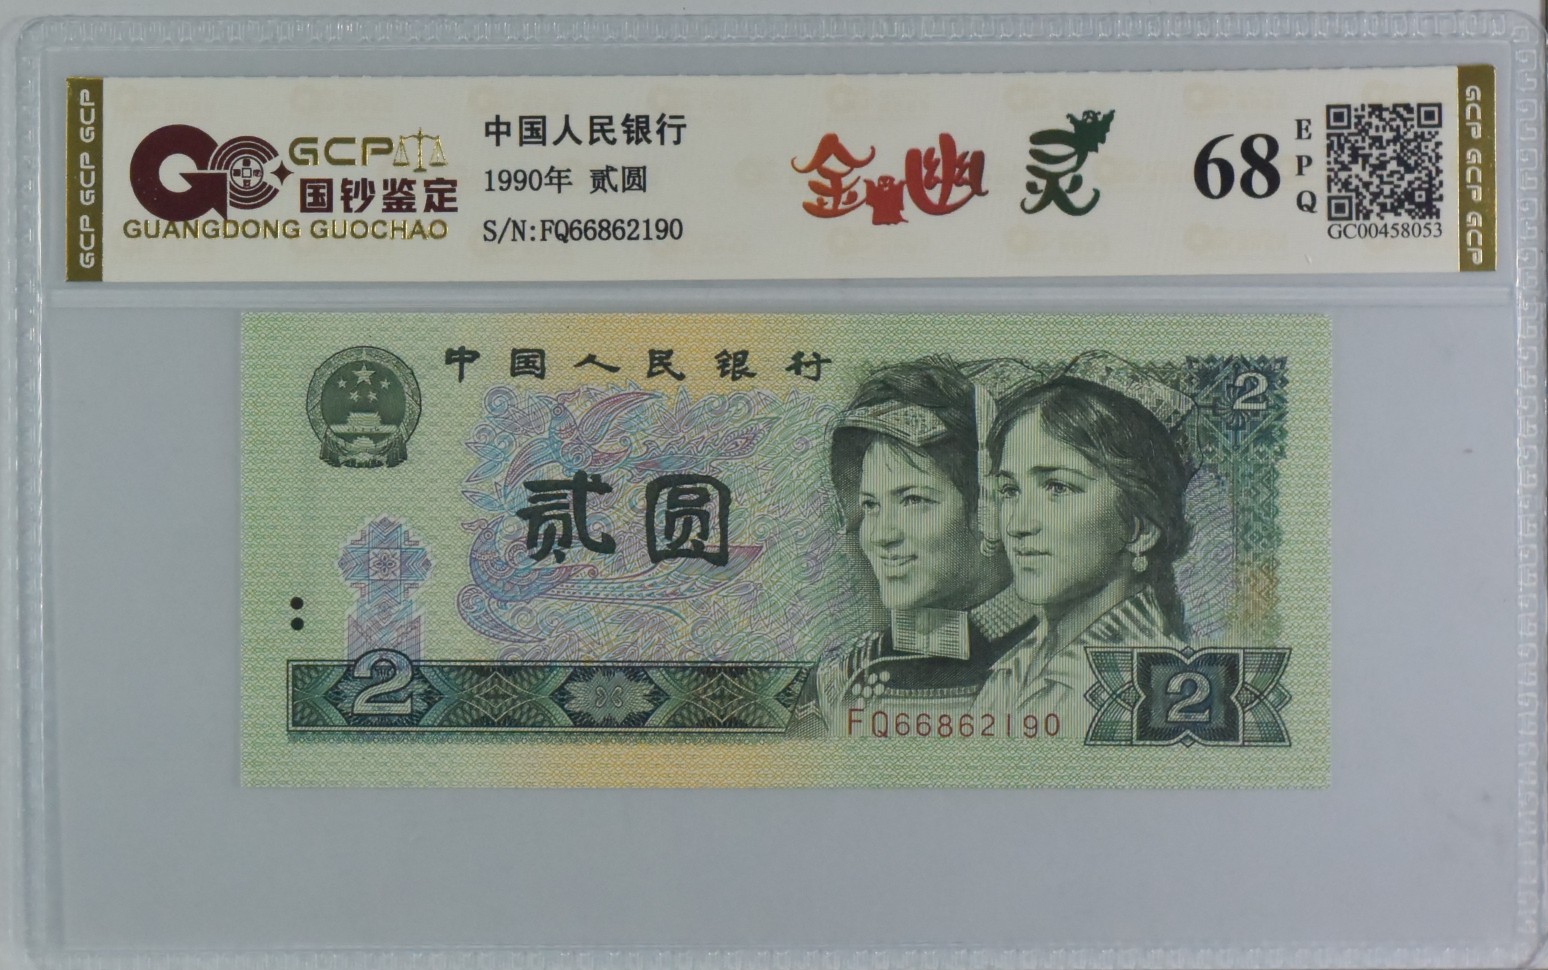 GCP GCP GCP
GCP
国钞鉴定
GUANGDONG GUOCHAO
中国人民银行
1990年 贰圆
S/N:FQ66862190
金幽灵
68
EPQ
GC00458053
GCP GCP GCP
中国人民银行
2
贰圆
2
FQ66862190
2